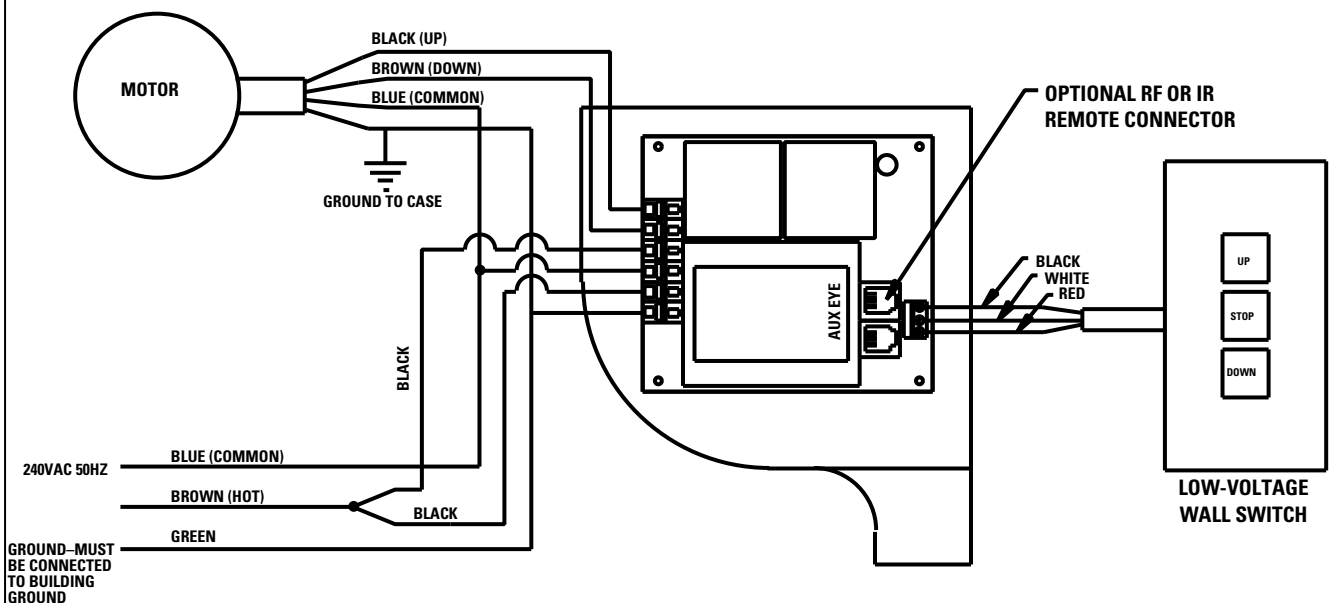 BLACK (UP)
BROWN (DOWN)
BLUE (COMMON)
MOTOR
GROUND TO CASE
OPTIONAL RF OR IR
REMOTE CONNECTOR
AUX EYE
BLACK
WHITE
RED
UP
STOP
DOWN
LOW-VOLTAGE
WALL SWITCH
BLACK
240VAC 50HZ
BLUE (COMMON)
BROWN (HOT)
BLACK
GREEN
GROUND–MUST
BE CONNECTED
TO BUILDING
GROUND